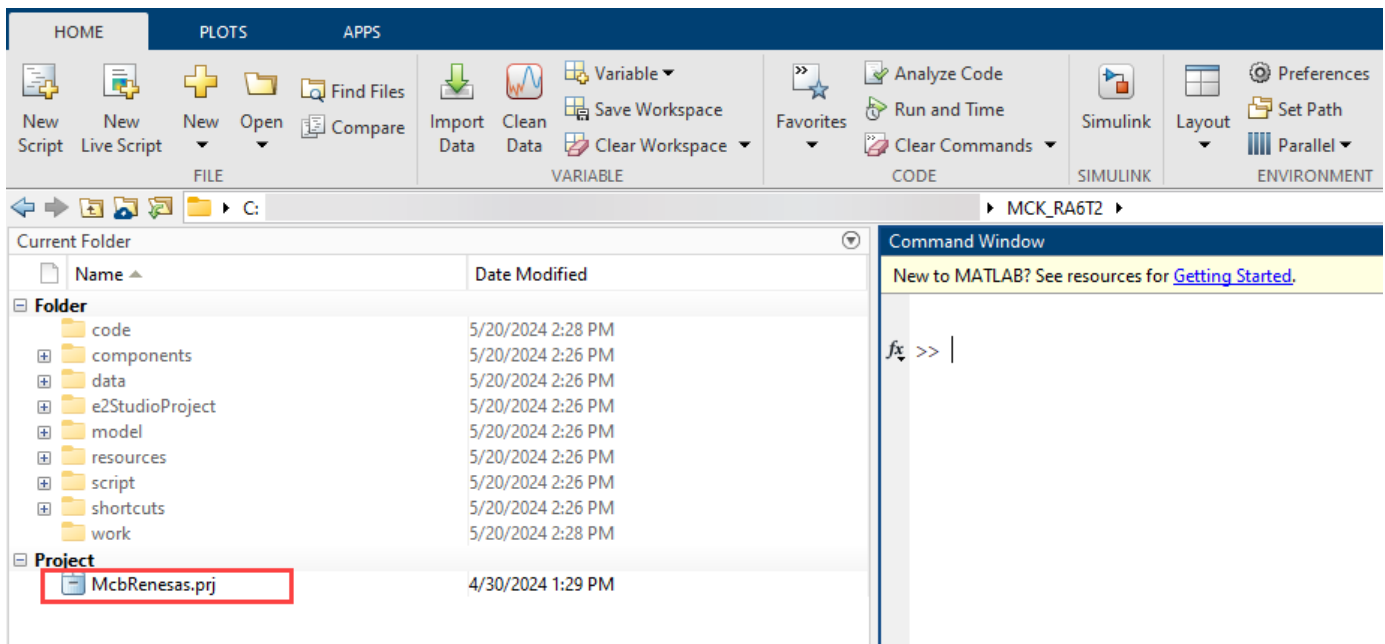 HOME PLOTS APPS
New Script
New Live Script
New
Open
Find Files
Compare
FILE
Import Data
Clean Data
Variable
Save Workspace
Clear Workspace
VARIABLE
Favorites
Analyze Code
Run and Time
Clear Commands
CODE
Simulink
SIMULINK
Layout
Preferences
Set Path
Parallel
ENVIRONMENT
C: MCK_RA6T2
Current Folder
Name Date Modified
Folder
code 5/20/2024 2:28 PM
components 5/20/2024 2:26 PM
data 5/20/2024 2:26 PM
e2StudioProject 5/20/2024 2:26 PM
model 5/20/2024 2:26 PM
resources 5/20/2024 2:26 PM
script 5/20/2024 2:26 PM
shortcuts 5/20/2024 2:26 PM
work 5/20/2024 2:28 PM
Project
McbRenesas.prj 4/30/2024 1:29 PM
Command Window
New to MATLAB? See resources for Getting Started.
fx >>